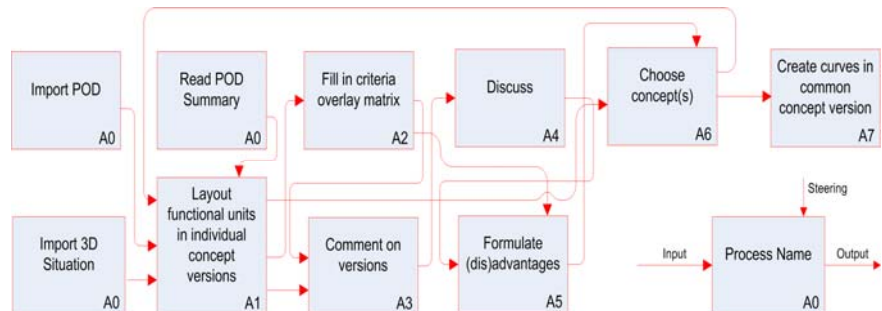 Import POD
A0
Read POD
Summary
A0
Fill in criteria
overlay matrix
A2
Discuss
A4
Choose
concept(s)
A6
Create curves in
common
concept version
A7
Import 3D
Situation
A0
Layout
functional units
in individual
concept
versions
A1
Comment on
versions
A3
Formulate
(dis)advantages
A5
Steering
Input
Process Name
Output
A0